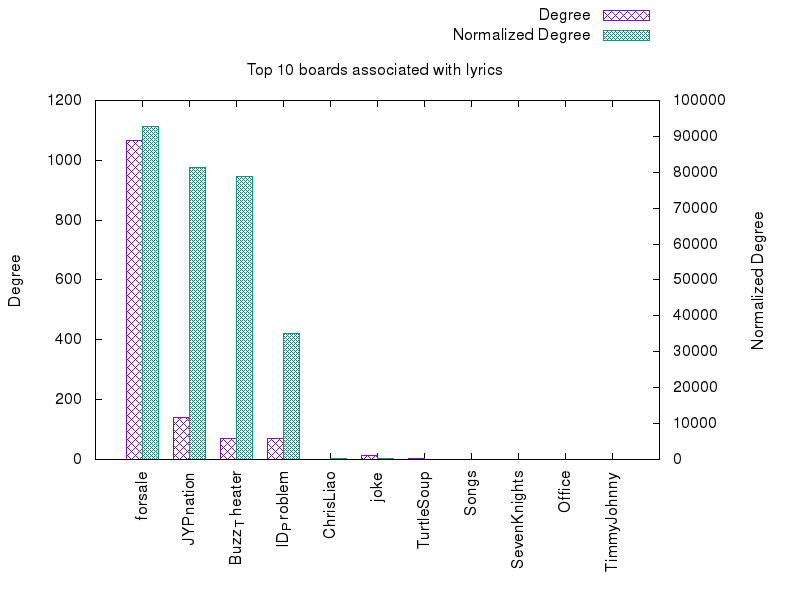 Degree
Normalized Degree
Top 10 boards associated with lyrics
1200
1000
800
600
400
200
0
100000
90000
80000
70000
60000
50000
40000
30000
20000
10000
0
Degree
Normalized Degree
forsale
JYPnation
BuzzTheater
IDProblem
ChrisLiao
joke
TurtleSoup
Songs
SevenKnights
Office
TimmyJohnny